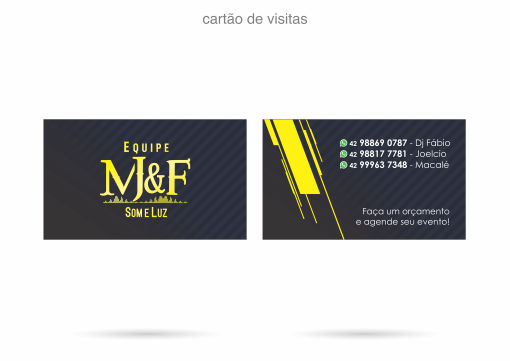 cartão de visitas
EQUIPE
MJ&F
SOM E LUZ
42 98869 0787 - Dj Fábio
42 98817 7781 - Joelcio
42 99963 7348 - Macalé
Faça um orçamento
e agende seu evento!